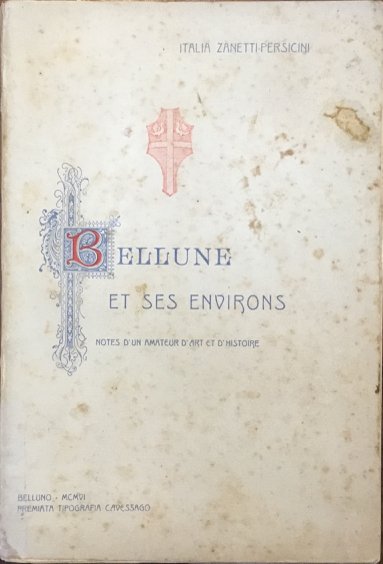 ITALIA ZANETTI-PERSICINI
BELLUNE
ET SES ENVIRONS
NOTES D'UN AMATEUR D'ART ET D'HISTOIRE
BELLUNO - MCMVI
PREMIATA TIPOGRAFIA CAVESSAGO